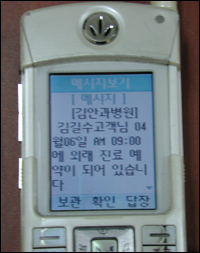 메시지보기
[ 메시지 ]
[김안과병원]
김길수고객님 04
월06일 AM 09:00
에 외래 진료 예
약이 되어 있습니
다
보관 확인 답장